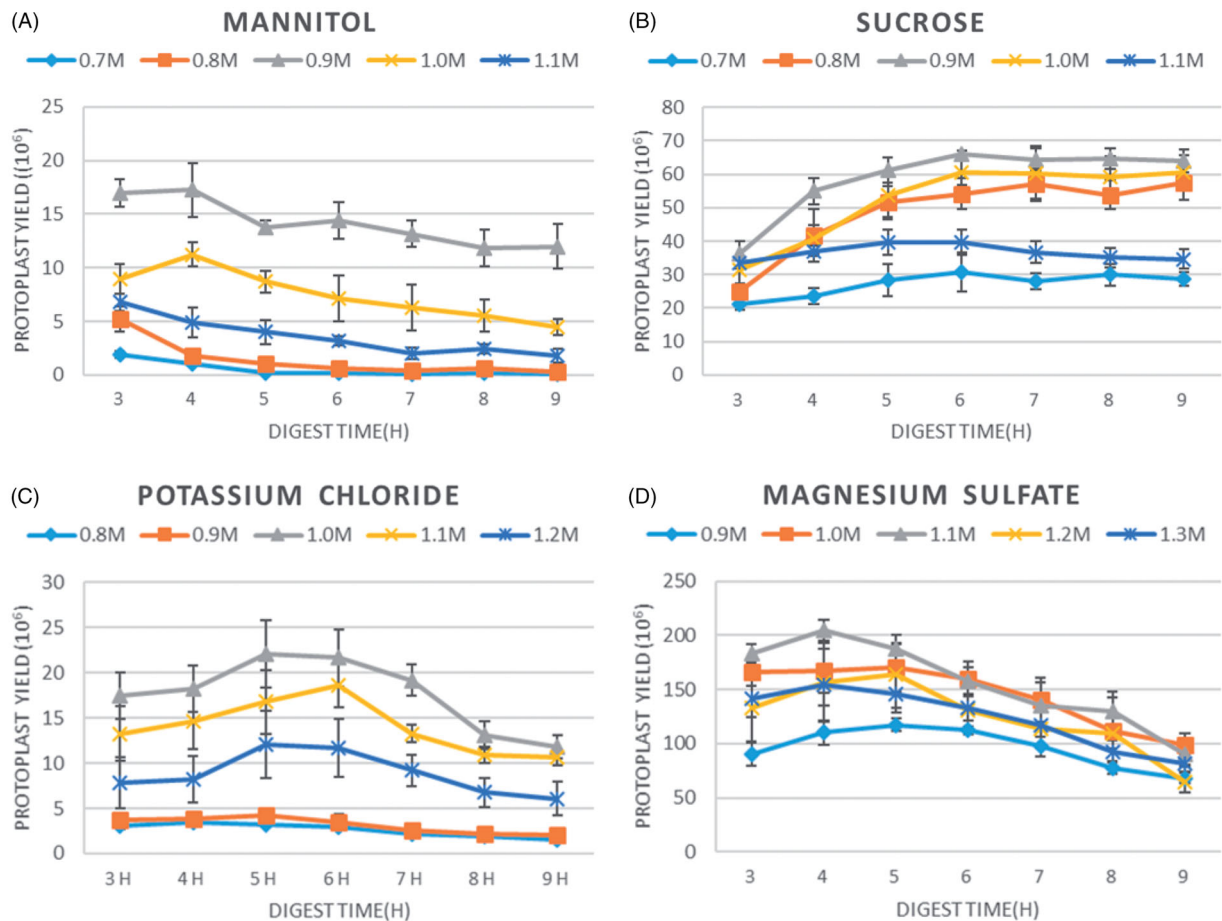 (A) MANNITOL
0.7M 0.8M 0.9M 1.0M 1.1M
25
20
15
10
5
0
PROTOPLAST YIELD ((10⁶)
3 4 5 6 7 8 9
DIGEST TIME(H)
(B) SUCROSE
0.7M 0.8M 0.9M 1.0M 1.1M
80
70
60
50
40
30
20
10
0
PROTOPLAST YIELD (10⁶)
3 4 5 6 7 8 9
DIGEST TIME(H)
(C) POTASSIUM CHLORIDE
0.8M 0.9M 1.0M 1.1M 1.2M
30
25
20
15
10
5
0
PROTOPLAST YIELD (10⁶)
3 H 4 H 5 H 6 H 7 H 8 H 9 H
DIGEST TIME(H)
(D) MAGNESIUM SULFATE
0.9M 1.0M 1.1M 1.2M 1.3M
250
200
150
100
50
0
PROTOPLAST YIELD (10⁶)
3 4 5 6 7 8 9
DIGEST TIME(H)